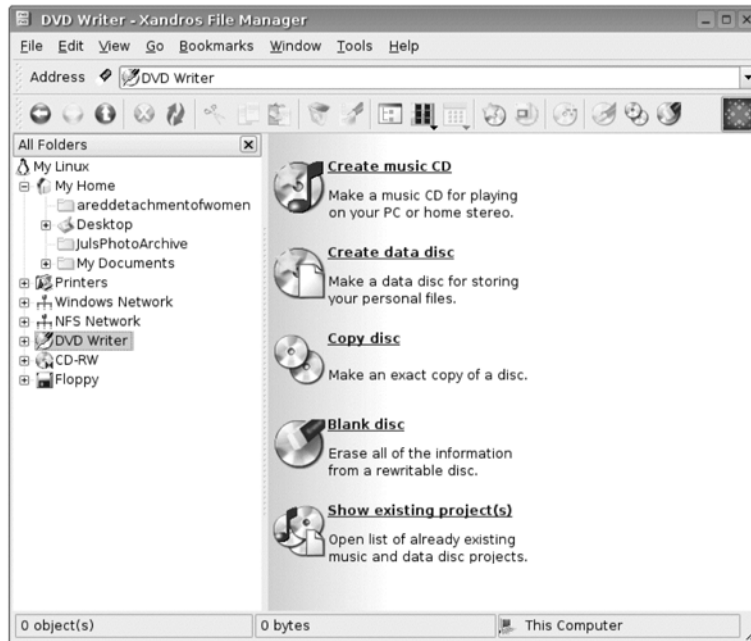 DVD Writer - Xandros File Manager
File Edit View Go Bookmarks Window Tools Help
Address DVD Writer
All Folders
My Linux
My Home
areddetachmentofwomen
Desktop
JulsPhotoArchive
My Documents
Printers
Windows Network
NFS Network
DVD Writer
CD-RW
Floppy
Create music CD
Make a music CD for playing
on your PC or home stereo.
Create data disc
Make a data disc for storing
your personal files.
Copy disc
Make an exact copy of a disc.
Blank disc
Erase all of the information
from a rewritable disc.
Show existing project(s)
Open list of already existing
music and data disc projects.
0 object(s) 0 bytes This Computer